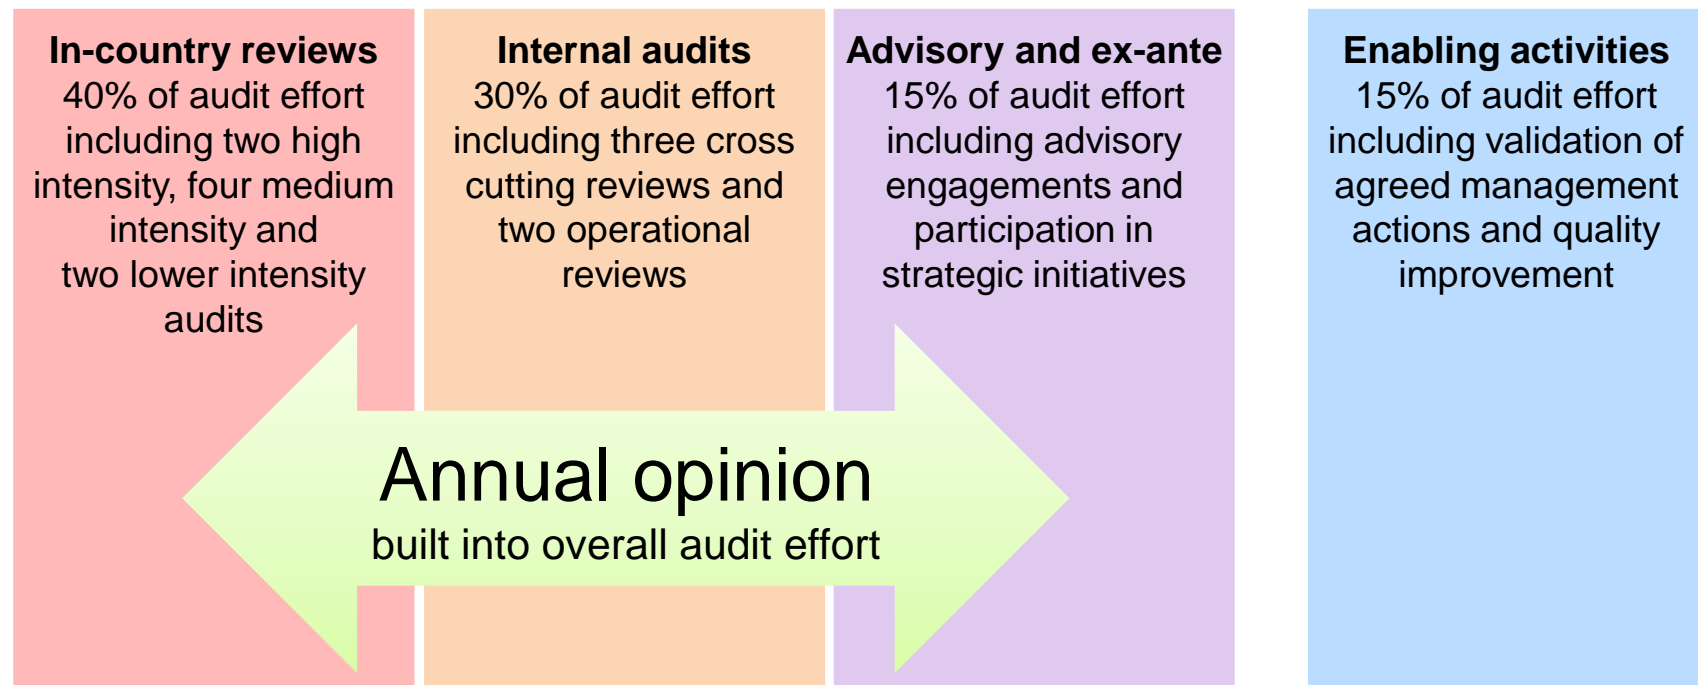 In-country reviews
40% of audit effort
including two high
intensity, four medium
intensity and
two lower intensity
audits
Internal audits
30% of audit effort
including three cross
cutting reviews and
two operational
reviews
Advisory and ex-ante
15% of audit effort
including advisory
engagements and
participation in
strategic initiatives
Enabling activities
15% of audit effort
including validation of
agreed management
actions and quality
improvement
Annual opinion
built into overall audit effort